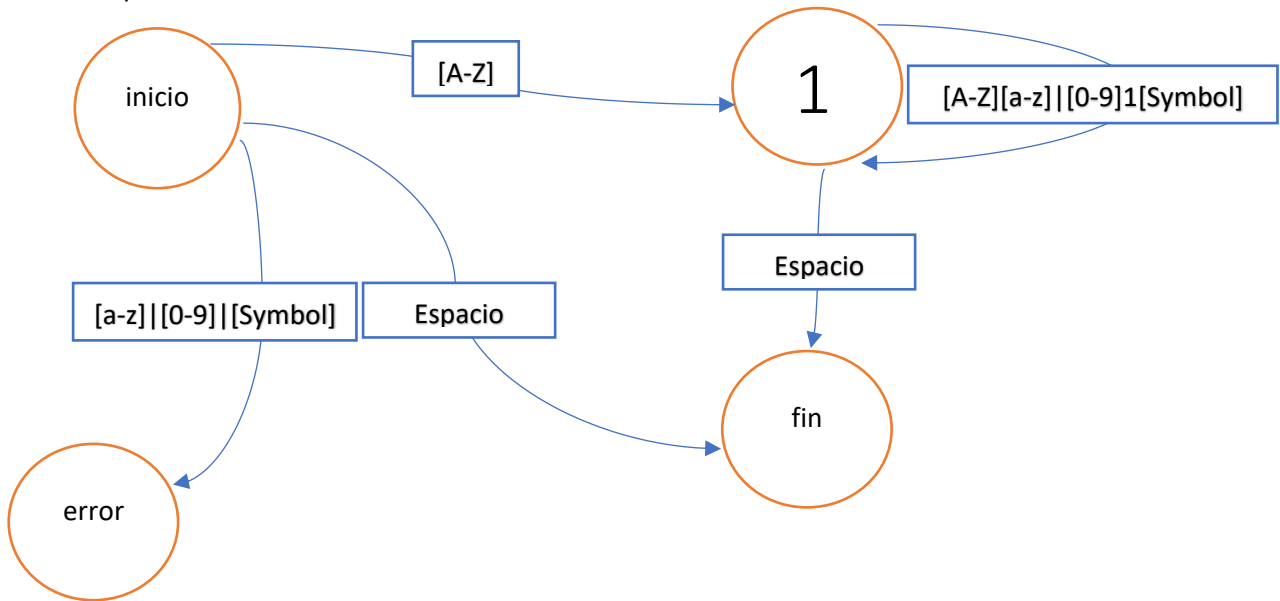 inicio
[A-Z]
1
[A-Z][a-z]|[0-9]1[Symbol]
Espacio
[a-z]|[0-9]|[Symbol]
Espacio
fin
error